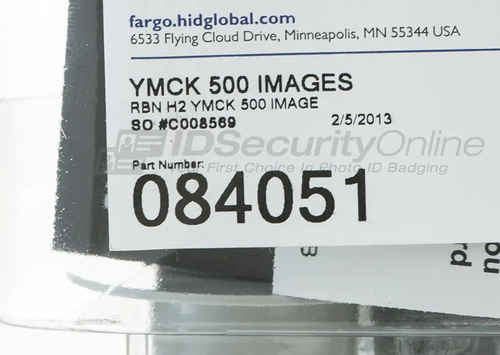 fargo.hidglobal.com
6533 Flying Cloud Drive, Minneapolis, MN 55344 USA
YMCK 500 IMAGES
RBN H2 YMCK 500 IMAGE
SO #C008569 2/5/2013
IDSecurityOnline
Your First Choice In Photo ID Badging
Part Number:
084051